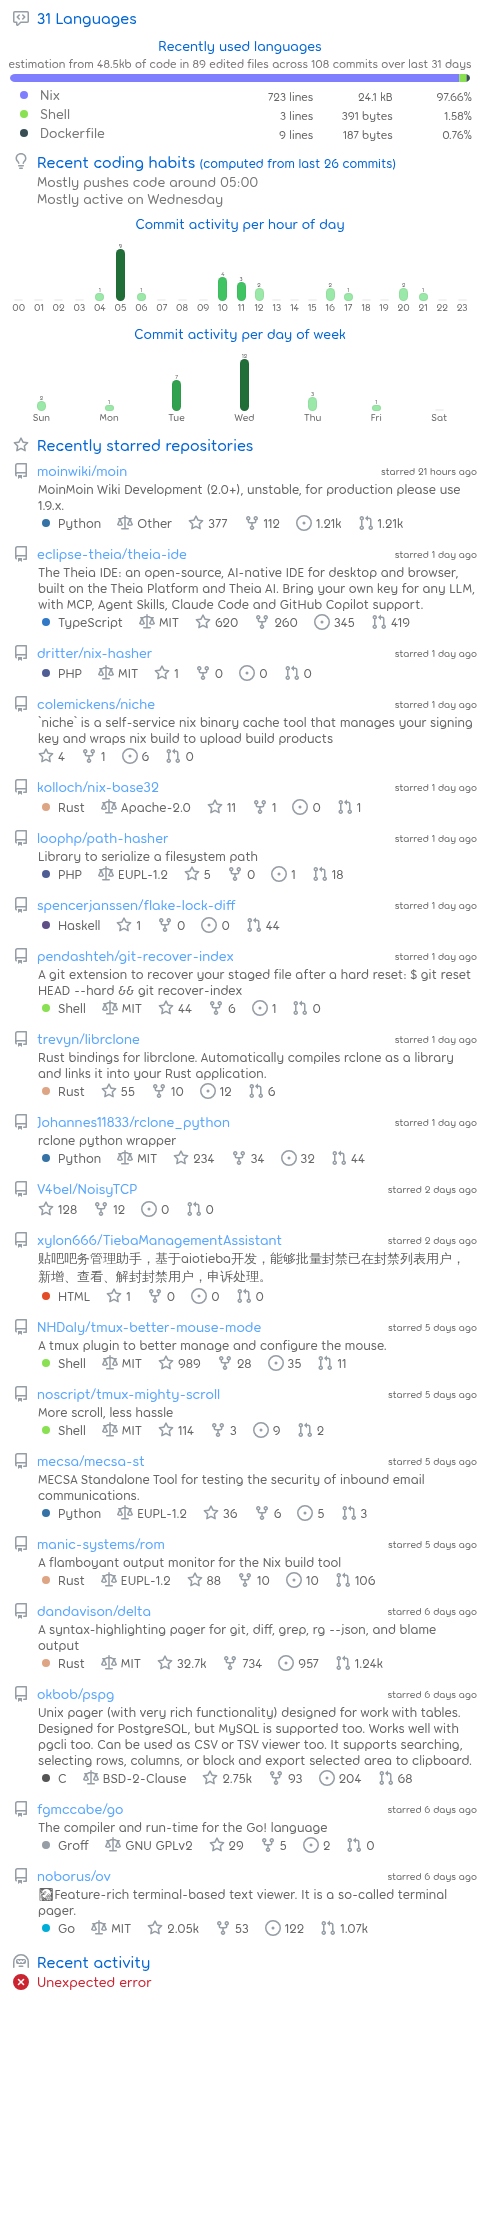 31 Languages
Recently used languages
estimation from 48.5kb of code in 89 edited files across 108 commits over last 31 days
Nix 723 lines 24.1 kB 97.66%
Shell 3 lines 391 bytes 1.58%
Dockerfile 9 lines 187 bytes 0.76%
Recent coding habits (computed from last 26 commits)
Mostly pushes code around 05:00
Mostly active on Wednesday
Commit activity per hour of day
1 9 1 4 3 2 2 1 2 1
00 01 02 03 04 05 06 07 08 09 10 11 12 13 14 15 16 17 18 19 20 21 22 23
Commit activity per day of week
2 1 7 12 3 1
Sun Mon Tue Wed Thu Fri Sat
Recently starred repositories
moinwiki/moin starred 21 hours ago
MoinMoin Wiki Development (2.0+), unstable, for production please use
1.9.x.
Python Other 377 112 1.21k 1.21k
eclipse-theia/theia-ide starred 1 day ago
The Theia IDE: an open-source, AI-native IDE for desktop and browser,
built on the Theia Platform and Theia AI. Bring your own key for any LLM,
with MCP, Agent Skills, Claude Code and GitHub Copilot support.
TypeScript MIT 620 260 345 419
dritter/nix-hasher starred 1 day ago
PHP MIT 1 0 0 0
colemickens/niche starred 1 day ago
`niche` is a self-service nix binary cache tool that manages your signing
key and wraps nix build to upload build products
4 1 6 0
kolloch/nix-base32 starred 1 day ago
Rust Apache-2.0 11 1 0 1
loophp/path-hasher starred 1 day ago
Library to serialize a filesystem path
PHP EUPL-1.2 5 0 1 18
spencerjanssen/flake-lock-diff starred 1 day ago
Haskell 1 0 0 44
pendashteh/git-recover-index starred 1 day ago
A git extension to recover your staged file after a hard reset: $ git reset
HEAD --hard && git recover-index
Shell MIT 44 6 1 0
trevyn/librclone starred 1 day ago
Rust bindings for librclone. Automatically compiles rclone as a library
and links it into your Rust application.
Rust 55 10 12 6
Johannes11833/rclone_python starred 1 day ago
rclone python wrapper
Python MIT 234 34 32 44
V4bel/NoisyTCP starred 2 days ago
128 12 0 0
xylon666/TiebaManagementAssistant starred 2 days ago
贴吧吧务管理助手，基于aiotieba开发，能够批量封禁已在封禁列表用户，
新增、查看、解封封禁用户，申诉处理。
HTML 1 0 0 0
NHDaly/tmux-better-mouse-mode starred 5 days ago
A tmux plugin to better manage and configure the mouse.
Shell MIT 989 28 35 11
noscript/tmux-mighty-scroll starred 5 days ago
More scroll, less hassle
Shell MIT 114 3 9 2
mecsa/mecsa-st starred 5 days ago
MECSA Standalone Tool for testing the security of inbound email
communications.
Python EUPL-1.2 36 6 5 3
manic-systems/rom starred 5 days ago
A flamboyant output monitor for the Nix build tool
Rust EUPL-1.2 88 10 10 106
dandavison/delta starred 6 days ago
A syntax-highlighting pager for git, diff, grep, rg --json, and blame
output
Rust MIT 32.7k 734 957 1.24k
okbob/pspg starred 6 days ago
Unix pager (with very rich functionality) designed for work with tables.
Designed for PostgreSQL, but MySQL is supported too. Works well with
pgcli too. Can be used as CSV or TSV viewer too. It supports searching,
selecting rows, columns, or block and export selected area to clipboard.
C BSD-2-Clause 2.75k 93 204 68
fgmccabe/go starred 6 days ago
The compiler and run-time for the Go! language
Groff GNU GPLv2 29 5 2 0
noborus/ov starred 6 days ago
Feature-rich terminal-based text viewer. It is a so-called terminal
pager.
Go MIT 2.05k 53 122 1.07k
Recent activity
Unexpected error